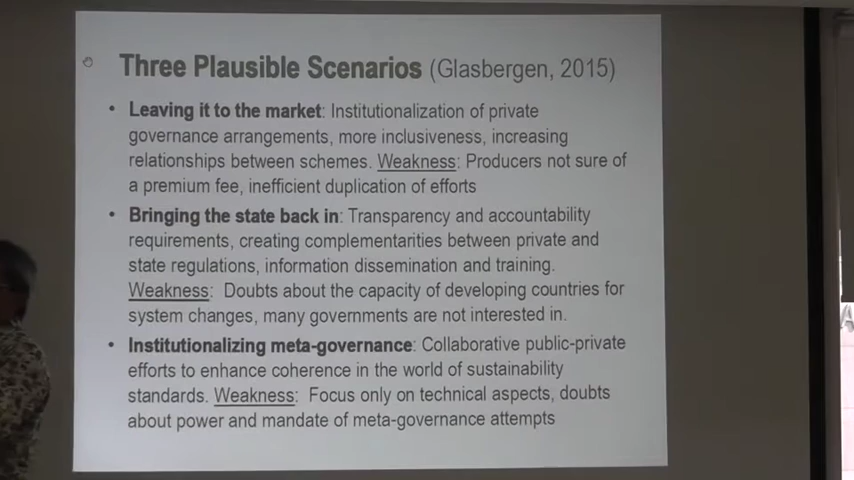 Three Plausible Scenarios (Glasbergen, 2015)
• Leaving it to the market: Institutionalization of private
governance arrangements, more inclusiveness, increasing
relationships between schemes. Weakness: Producers not sure of
a premium fee, inefficient duplication of efforts
• Bringing the state back in: Transparency and accountability
requirements, creating complementarities between private and
state regulations, information dissemination and training.
Weakness: Doubts about the capacity of developing countries for
system changes, many governments are not interested in.
• Institutionalizing meta-governance: Collaborative public-private
efforts to enhance coherence in the world of sustainability
standards. Weakness: Focus only on technical aspects, doubts
about power and mandate of meta-governance attempts